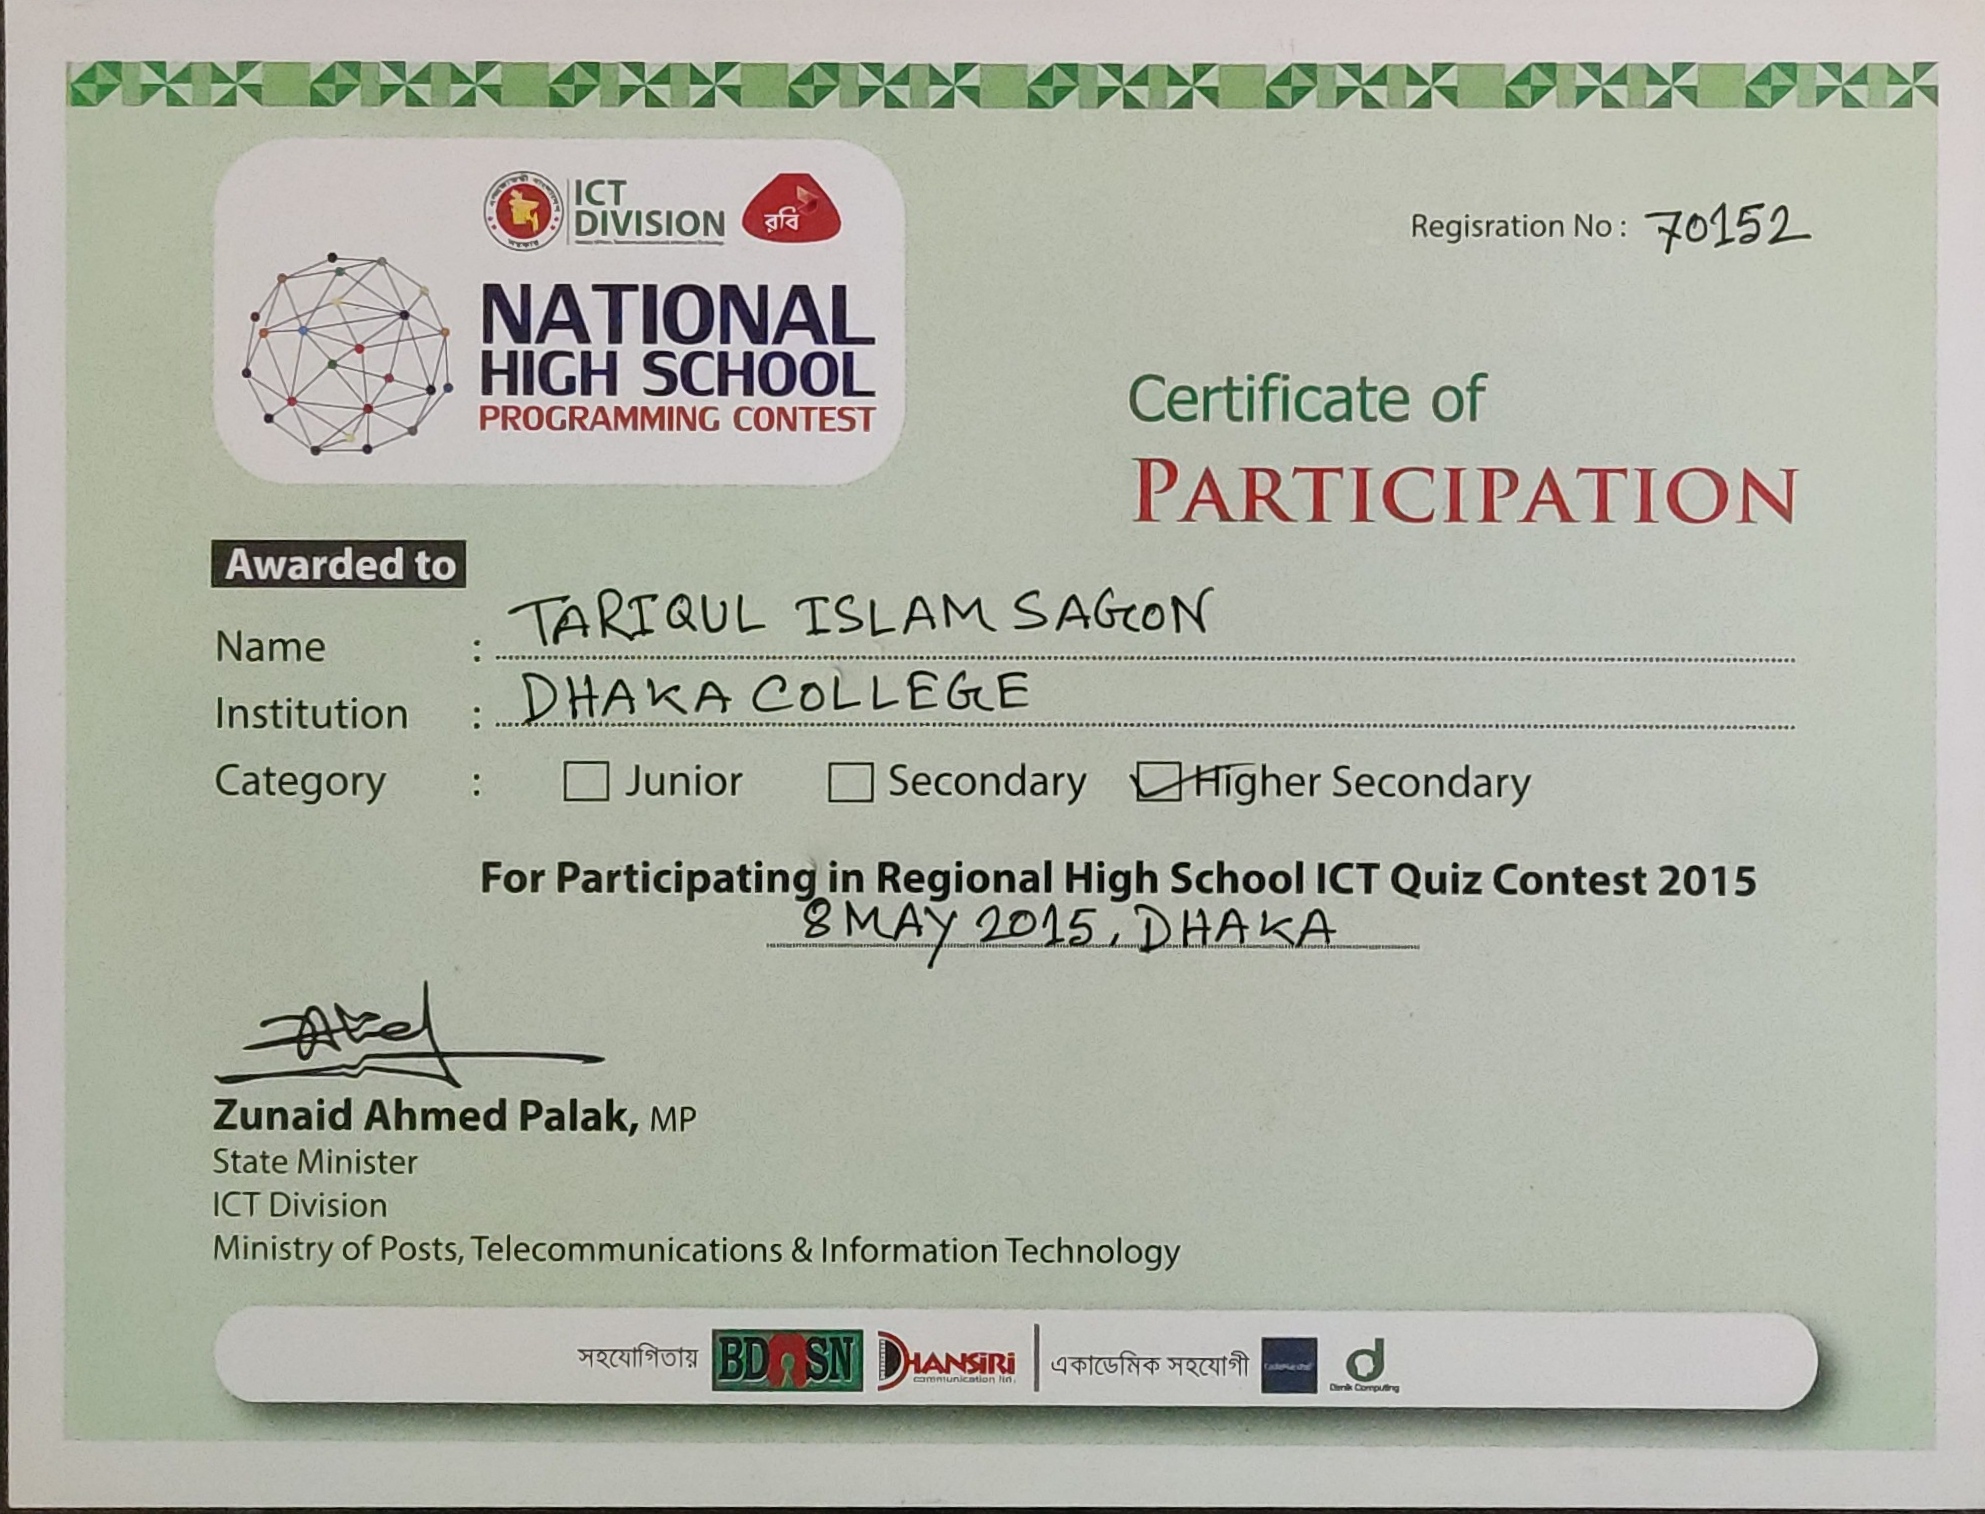 ICT
DIVISION
রবি
Regisration No : 70152
NATIONAL
HIGH SCHOOL
PROGRAMMING CONTEST
Certificate of
PARTICIPATION
Awarded to
Name : TARIQUL ISLAM SAGON
Institution : DHAKA COLLEGE
Category : Junior Secondary Higher Secondary
For Participating in Regional High School ICT Quiz Contest 2015
8 MAY 2015, DHAKA
Zunaid Ahmed Palak, MP
State Minister
ICT Division
Ministry of Posts, Telecommunications & Information Technology
সহযোগিতায় BDOSN DHANSIRI communication ltd. একাডেমিক সহযোগী Dimik Computing